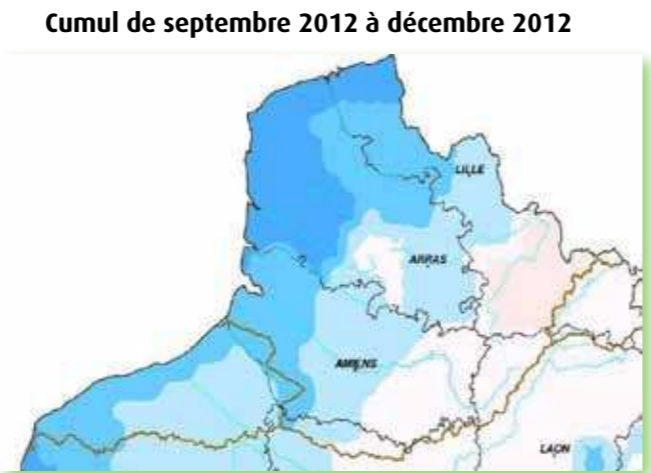 Cumul de septembre 2012 à décembre 2012
LILLE
ARRAS
AMIENS
LAON